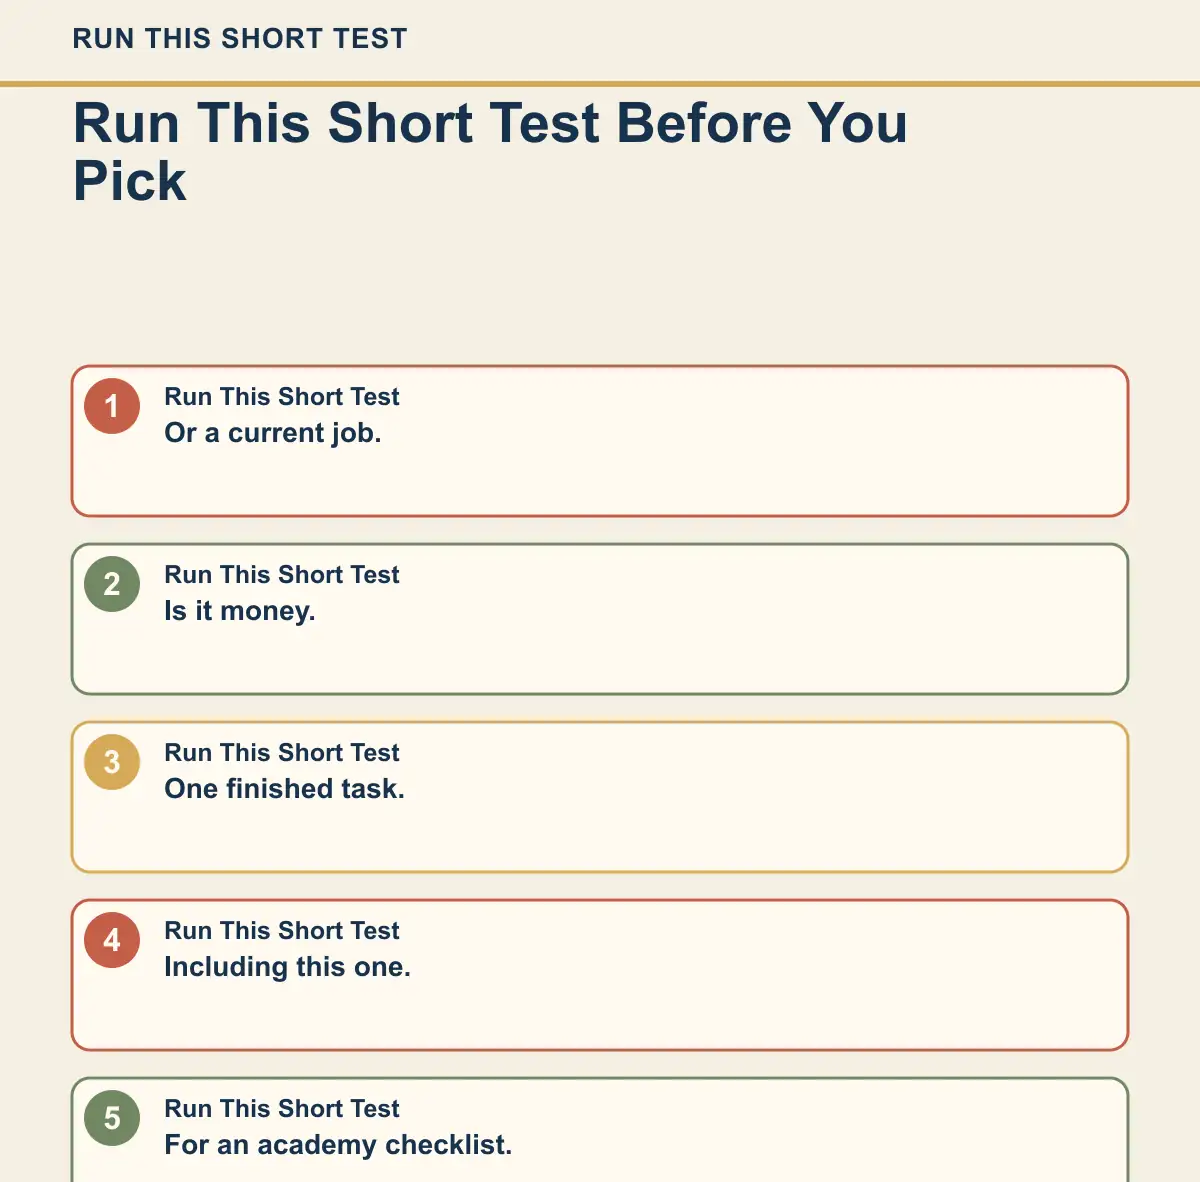 RUN THIS SHORT TEST
Run This Short Test Before You
Pick
1
Run This Short Test
Or a current job.
2
Run This Short Test
Is it money.
3
Run This Short Test
One finished task.
4
Run This Short Test
Including this one.
5
Run This Short Test
For an academy checklist.